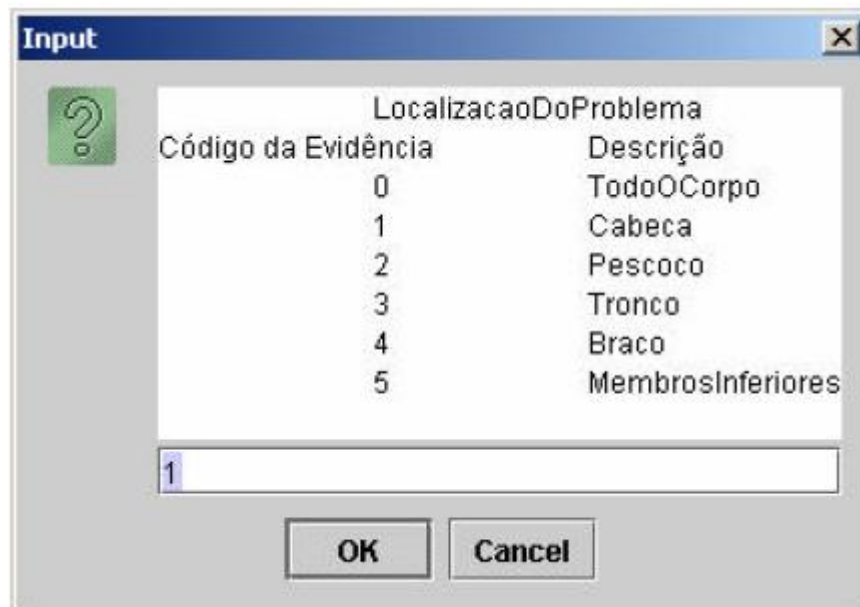 Input
LocalizacaoDoProblema
Código da Evidência Descrição
0 TodoOCorpo
1 Cabeca
2 Pescoco
3 Tronco
4 Braco
5 MembrosInferiores
1
OK Cancel